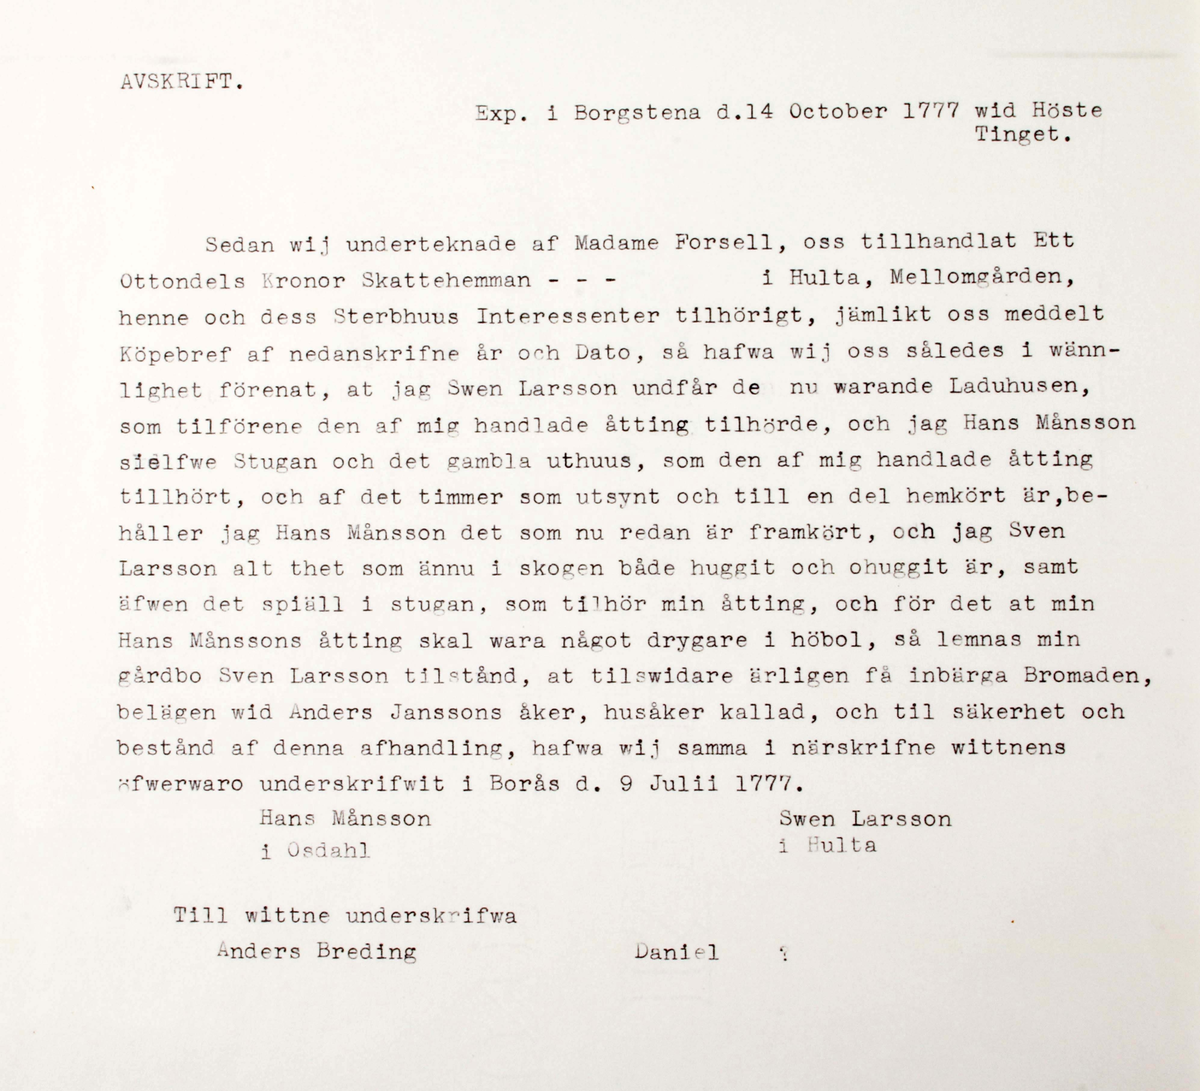 AVSKRIFT.
Exp. i Borgstena d.14 October 1777 wid Höste
Tinget.
Sedan wij underteknade af Madame Forsell, oss tillhandlat Ett
Ottondels Kronor Skattehemman - - - i Hulta, Mellomgården,
henne och dess Sterbhuus Interessenter tilhörigt, jämlikt oss meddelt
Köpebref af nedanskrifne år och Dato, så hafwa wij oss således i wänn-
lighet förenat, at jag Swen Larsson undfår de nu warande Laduhusen,
som tilförene den af mig handlade åtting tilhörde, och jag Hans Månsson
sielfwe Stugan och det gambla uthuus, som den af mig handlade åtting
tillhört, och af det timmer som utsynt och till en del hemkört är,be-
håller jag Hans Månsson det som nu redan är framkört, och jag Sven
Larsson alt thet som ännu i skogen både huggit och ohuggit är, samt
äfwen det spiäll i stugan, som tilhör min åtting, och för det at min
Hans Månssons åtting skal wara något drygare i höbol, så lemnas min
gårdbo Sven Larsson tilstånd, at tilswidare ärligen få inbärga Bromaden,
belägen wid Anders Janssons åker, husåker kallad, och til säkerhet och
bestånd af denna afhandling, hafwa wij samma i närskrifne wittnens
öfwerwaro underskrifwit i Borås d. 9 Julii 1777.
Hans Månsson Swen Larsson
i Osdahl i Hulta
Till wittne underskrifwa
Anders Breding Daniel ?